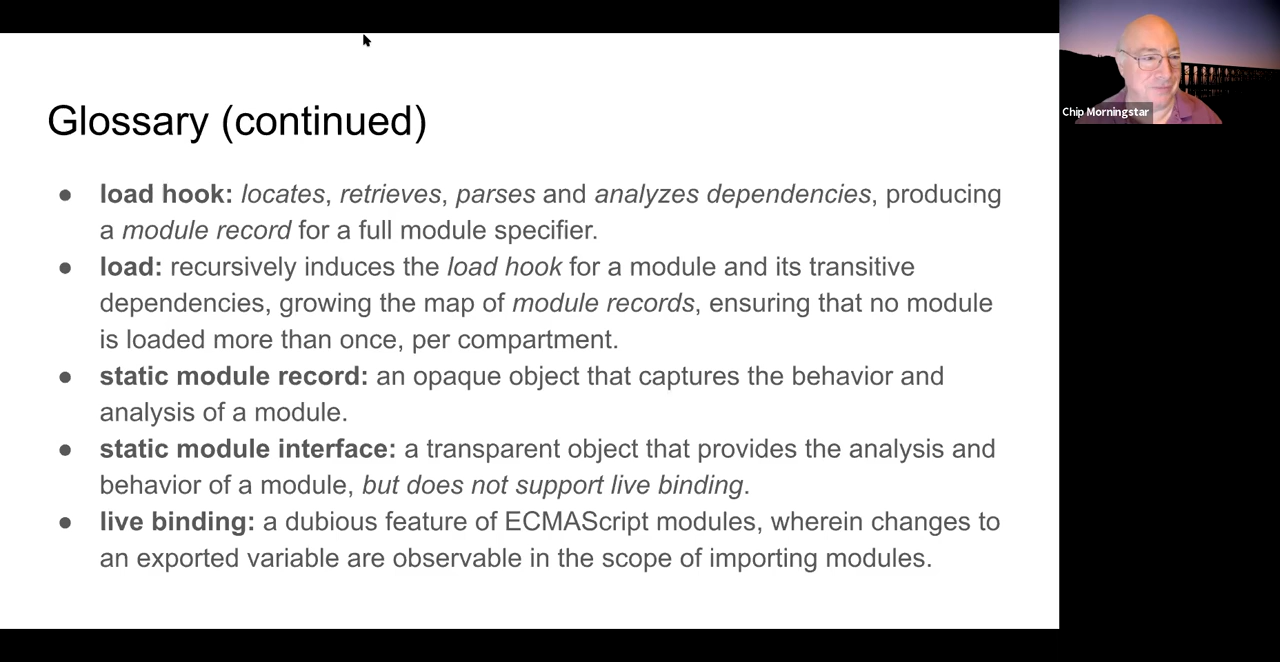 Glossary (continued)
● load hook: locates, retrieves, parses and analyzes dependencies, producing
a module record for a full module specifier.
● load: recursively induces the load hook for a module and its transitive
dependencies, growing the map of module records, ensuring that no module
is loaded more than once, per compartment.
● static module record: an opaque object that captures the behavior and
analysis of a module.
● static module interface: a transparent object that provides the analysis and
behavior of a module, but does not support live binding.
● live binding: a dubious feature of ECMAScript modules, wherein changes to
an exported variable are observable in the scope of importing modules.
Chip Morningstar